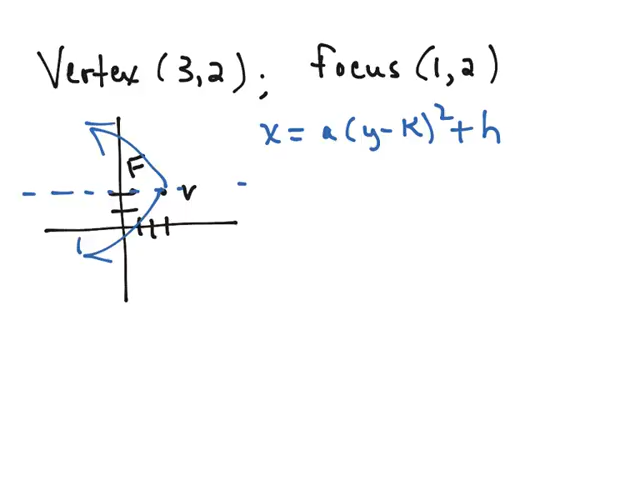 Vertex (3,2); Focus (1,2)
x = a(y-K)²+h
F
V